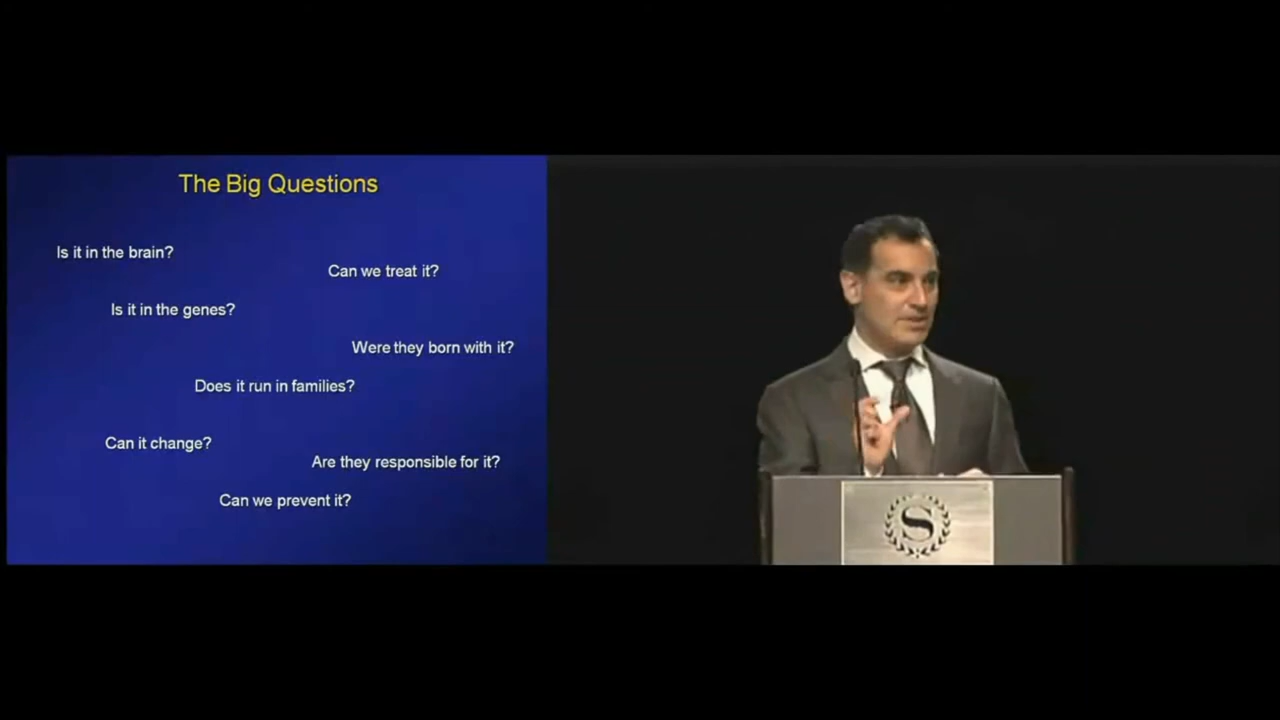 The Big Questions
Is it in the brain?
Can we treat it?
Is it in the genes?
Were they born with it?
Does it run in families?
Can it change?
Are they responsible for it?
Can we prevent it?
S